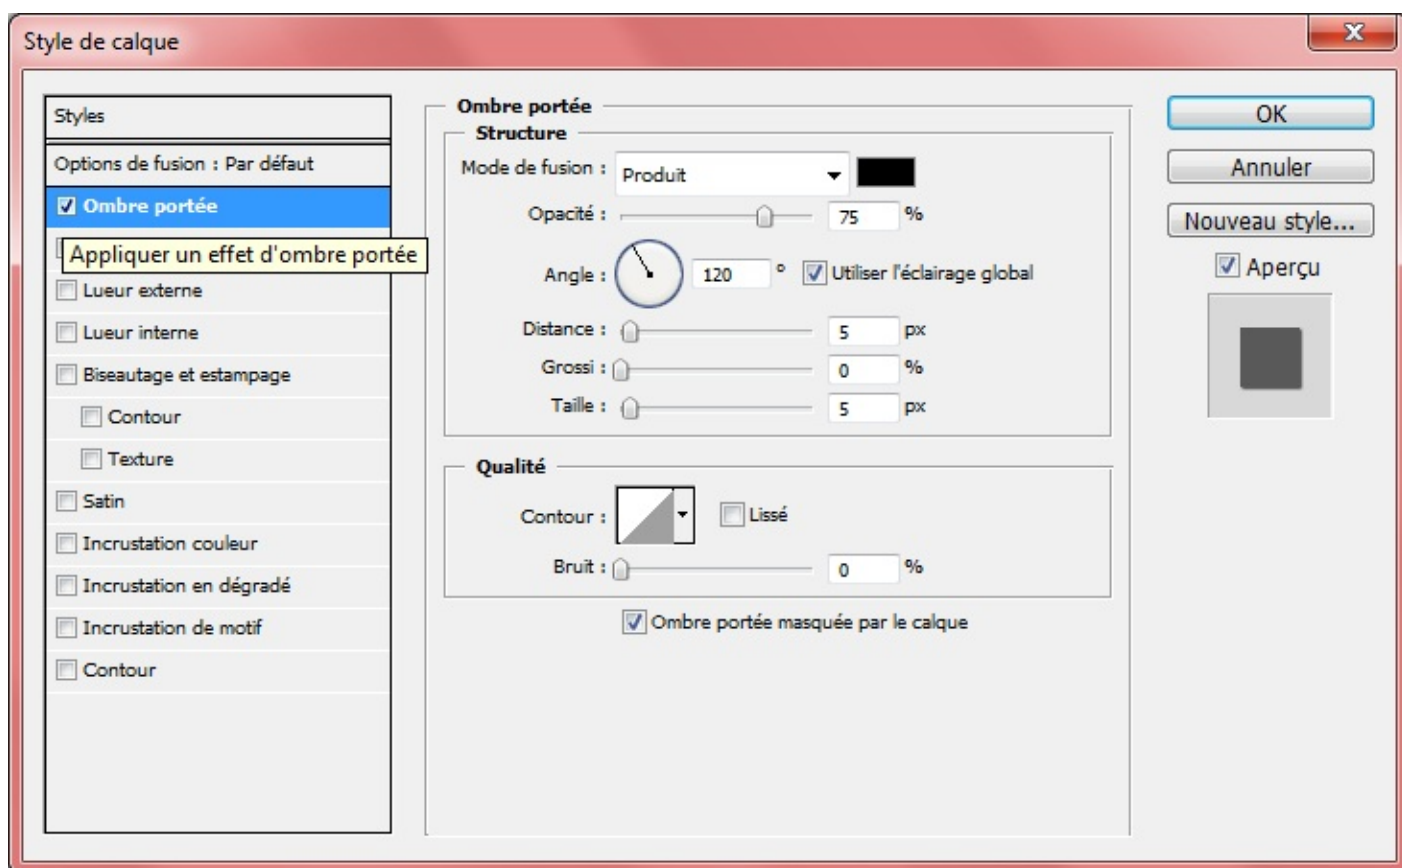 Style de calque
Styles
Options de fusion : Par défaut
Ombre portée
Appliquer un effet d'ombre portée
Lueur externe
Lueur interne
Biseautage et estampage
Contour
Texture
Satin
Incrustation couleur
Incrustation en dégradé
Incrustation de motif
Contour
Ombre portée
Structure
Mode de fusion : Produit
Opacité : 75 %
Angle : 120 ° Utiliser l'éclairage global
Distance : 5 px
Grossi : 0 %
Taille : 5 px
Qualité
Contour : Lissé
Bruit : 0 %
Ombre portée masquée par le calque
OK
Annuler
Nouveau style...
Aperçu